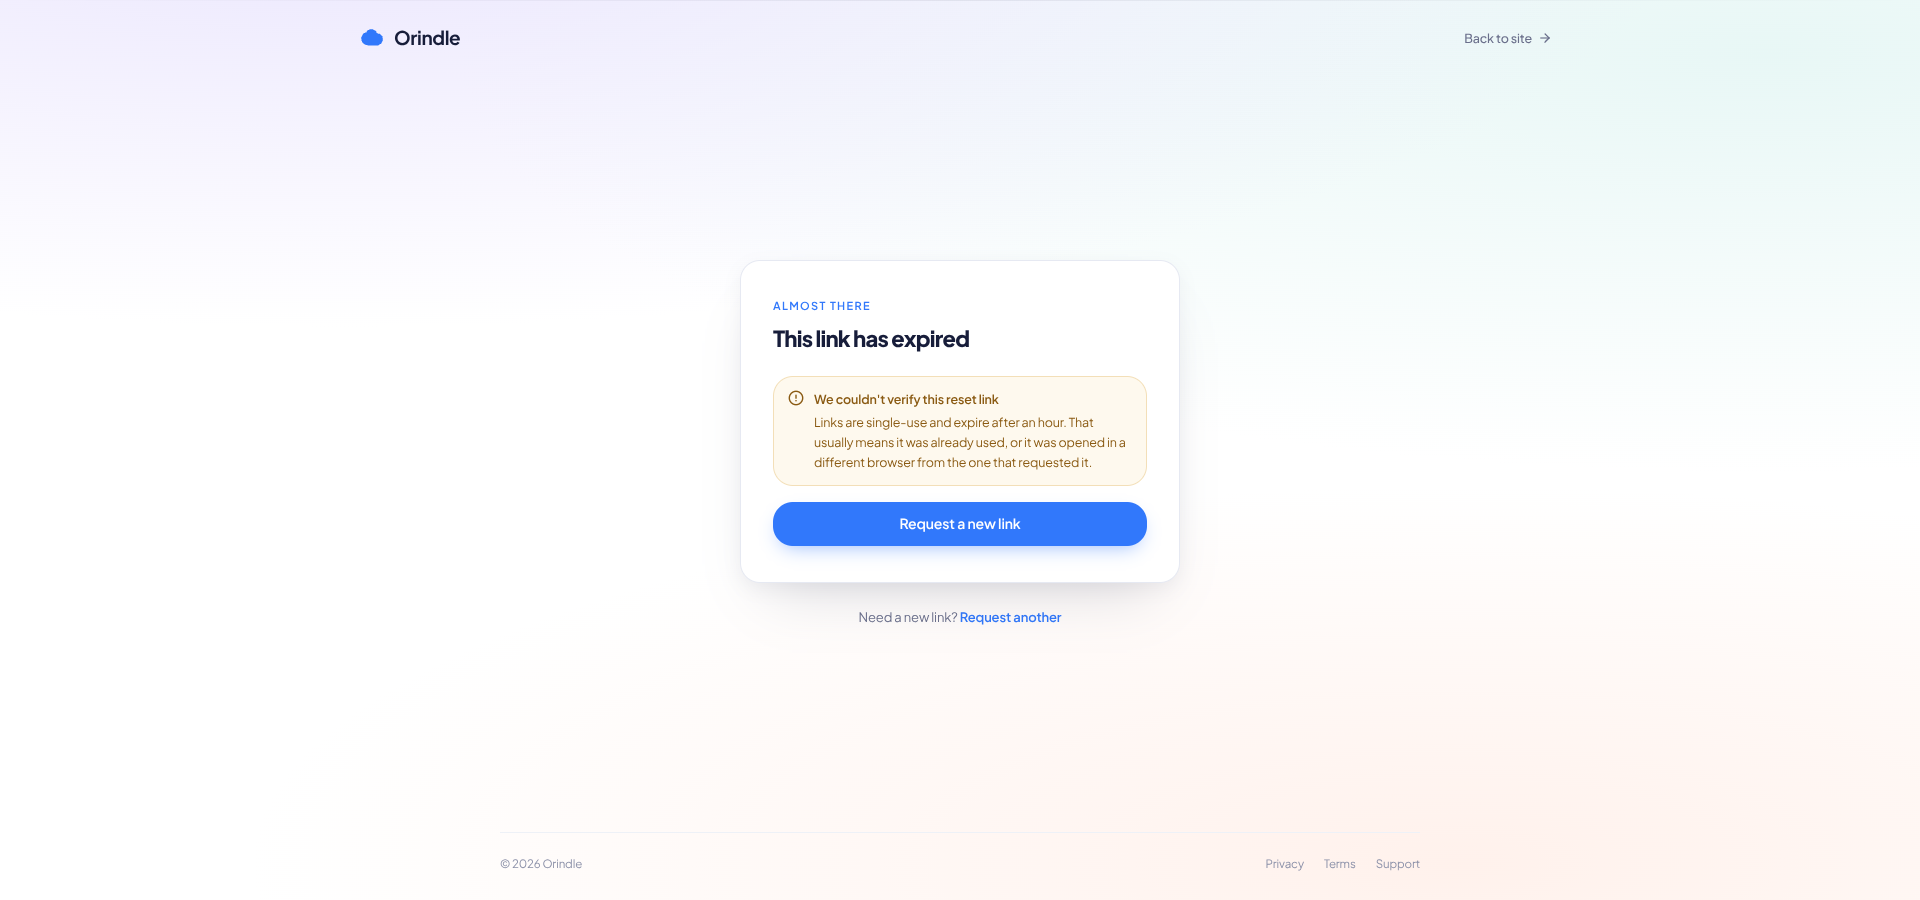 Orindle
Back to site
ALMOST THERE
This link has expired
We couldn't verify this reset link
Links are single-use and expire after an hour. That
usually means it was already used, or it was opened in a
different browser from the one that requested it.
Request a new link
Need a new link? Request another
© 2026 Orindle
Privacy
Terms
Support